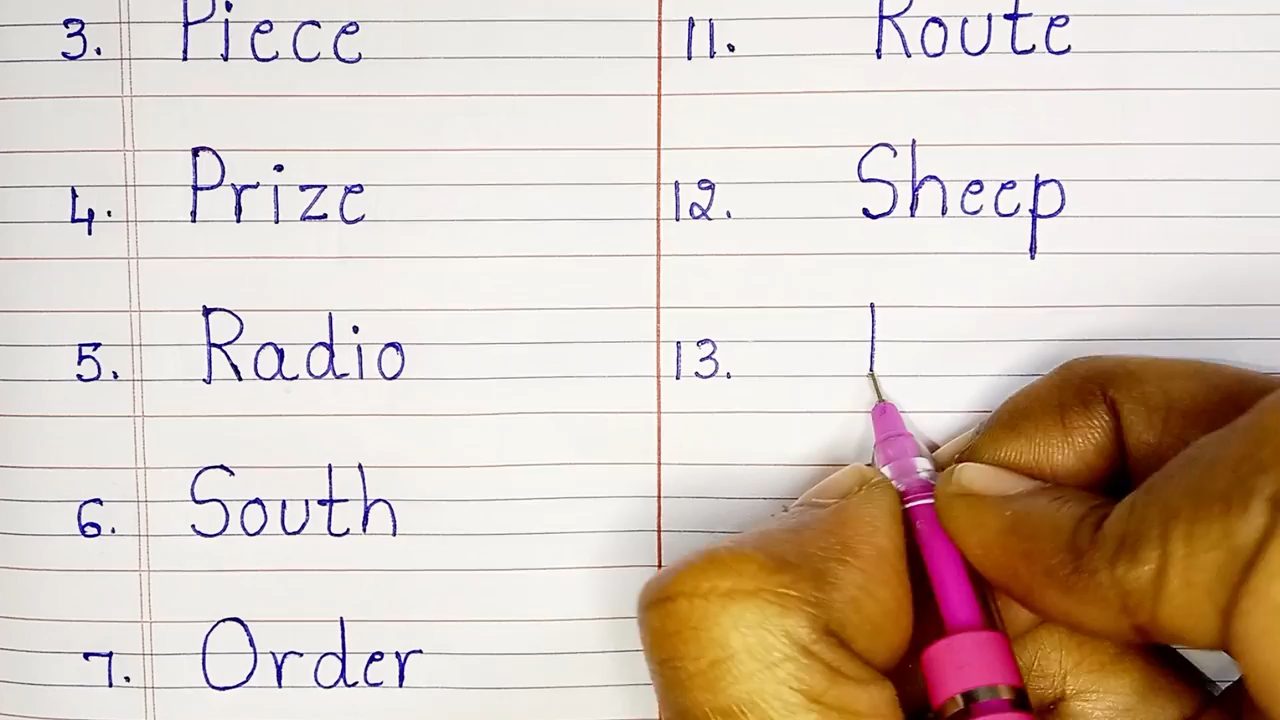 3. Piece
4. Prize
5. Radio
6. South
7. Order
11. Route
12. Sheep
13.